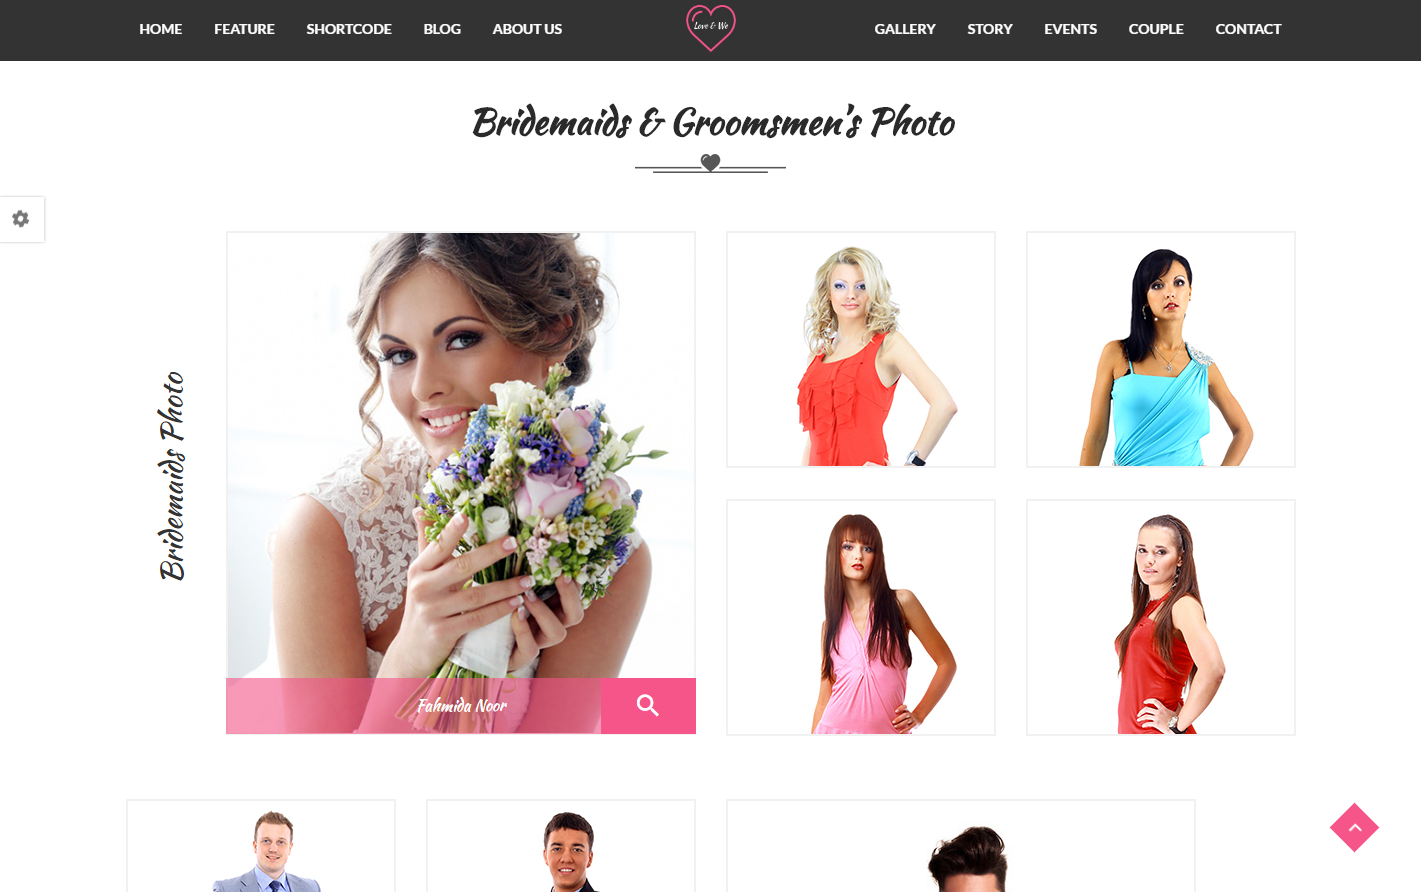 HOME FEATURE SHORTCODE BLOG ABOUT US Love & We GALLERY STORY EVENTS COUPLE CONTACT
Bridemaids & Groomsmen's Photo
Bridemaids Photo
Fahmida Noor